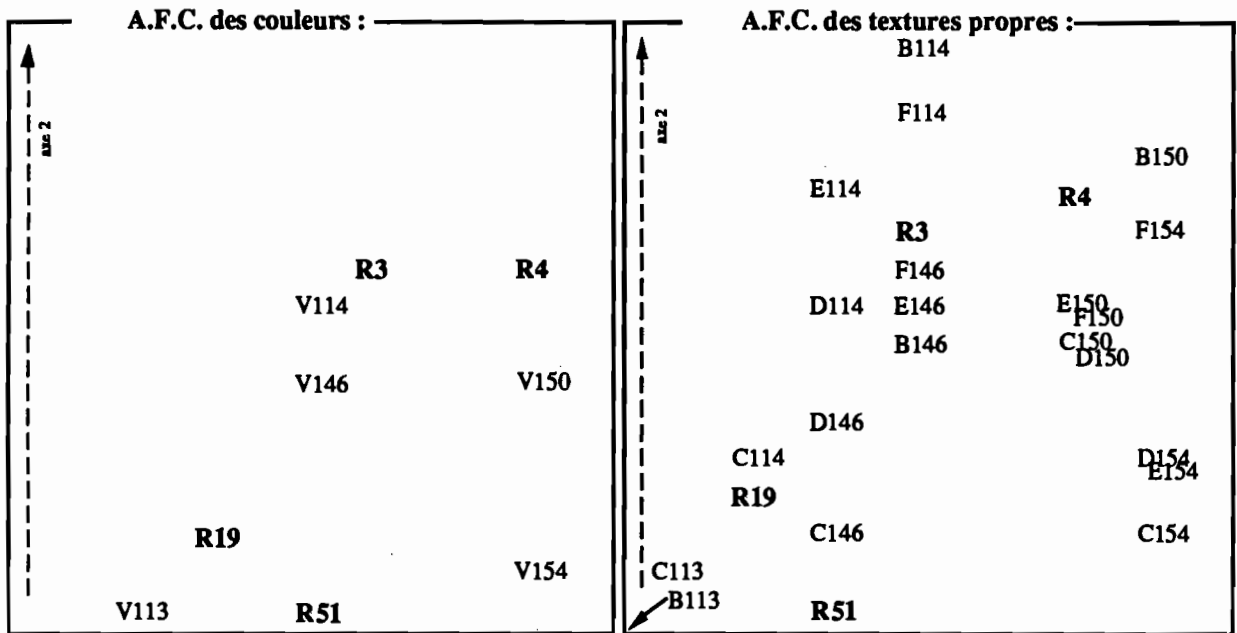 A.F.C. des couleurs :
axe 2
R3 R4
V114
V146 V150
R19
V154
V113 R51
A.F.C. des textures propres :
axe 2
B114
F114
B150
E114 R4
R3 F154
F146
D114 E146 E150
F150
B146 C150
D150
D146
C114 D154
E154
R19
C146 C154
C113
B113 R51